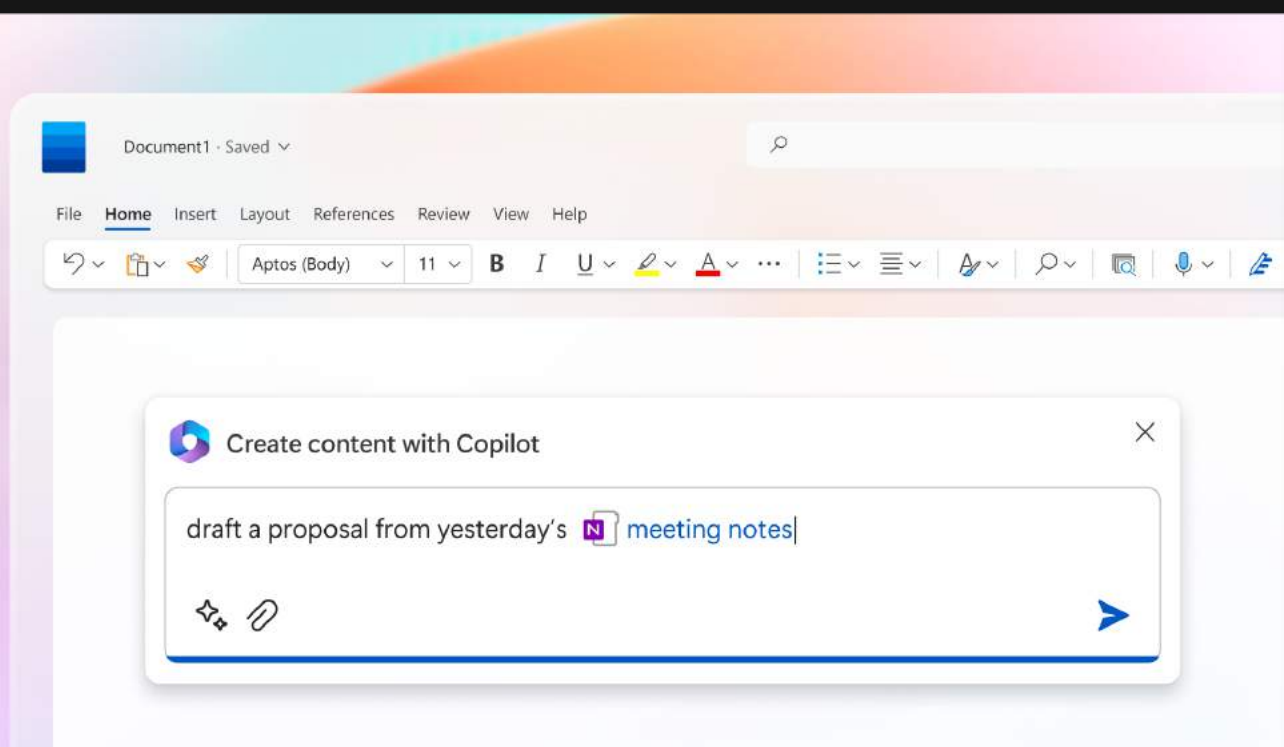 Document1 · Saved
File Home Insert Layout References Review View Help
Aptos (Body) 11 B I U A A
Create content with Copilot
draft a proposal from yesterday's N meeting notes